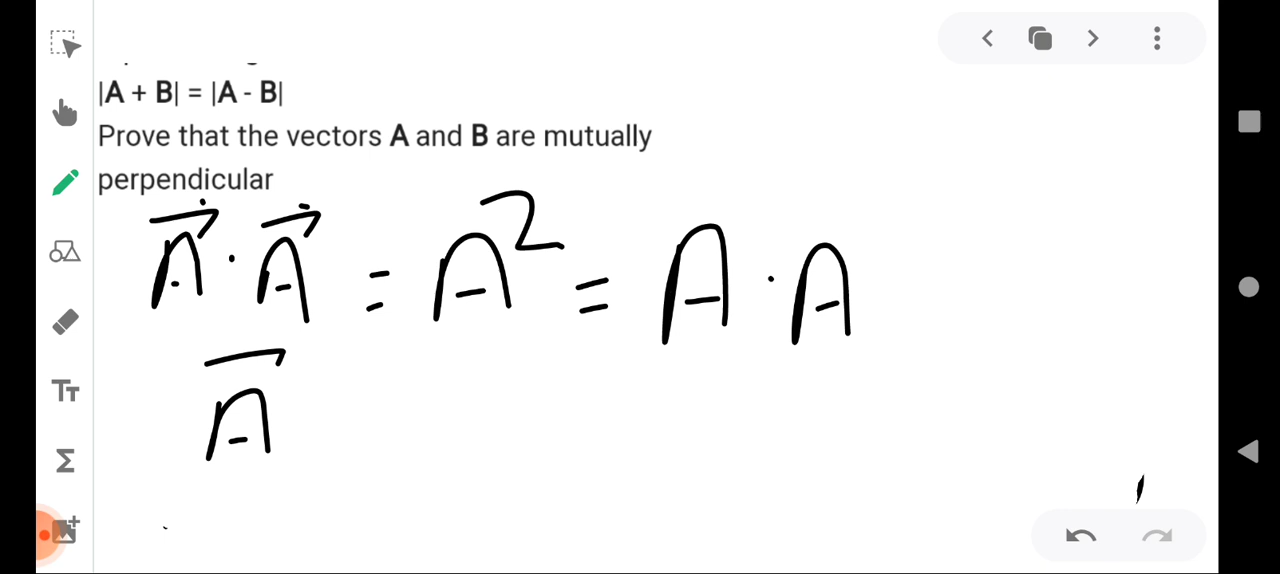 |A + B| = |A - B|
Prove that the vectors A and B are mutually
perpendicular
A⃗ · A⃗ = A² = A · A
A⃗